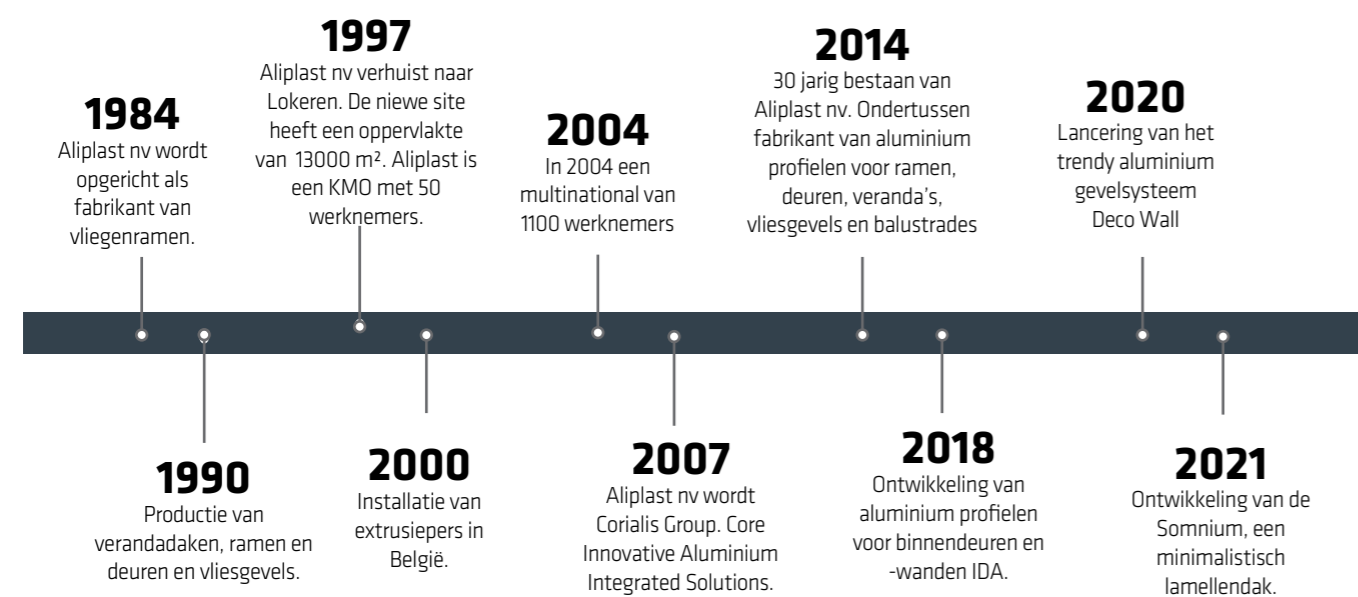 1984
Aliplast nv wordt
opgericht als
fabrikant van
vliegenramen.
1990
Productie van
verandadaken, ramen en
deuren en vliesgevels.
1997
Aliplast nv verhuist naar
Lokeren. De niewe site
heeft een oppervlakte
van 13000 m². Aliplast is
een KMO met 50
werknemers.
2000
Installatie van
extrusiepers in
België.
2004
In 2004 een
multinational van
1100 werknemers
2007
Aliplast nv wordt
Corialis Group. Core
Innovative Aluminium
Integrated Solutions.
2014
30 jarig bestaan van
Aliplast nv. Ondertussen
fabrikant van aluminium
profielen voor ramen,
deuren, veranda's,
vliesgevels en balustrades
2018
Ontwikkeling van
aluminium profielen
voor binnendeuren en
-wanden IDA.
2020
Lancering van het
trendy aluminium
gevelsysteem
Deco Wall
2021
Ontwikkeling van de
Somnium, een
minimalistisch
lamellendak.